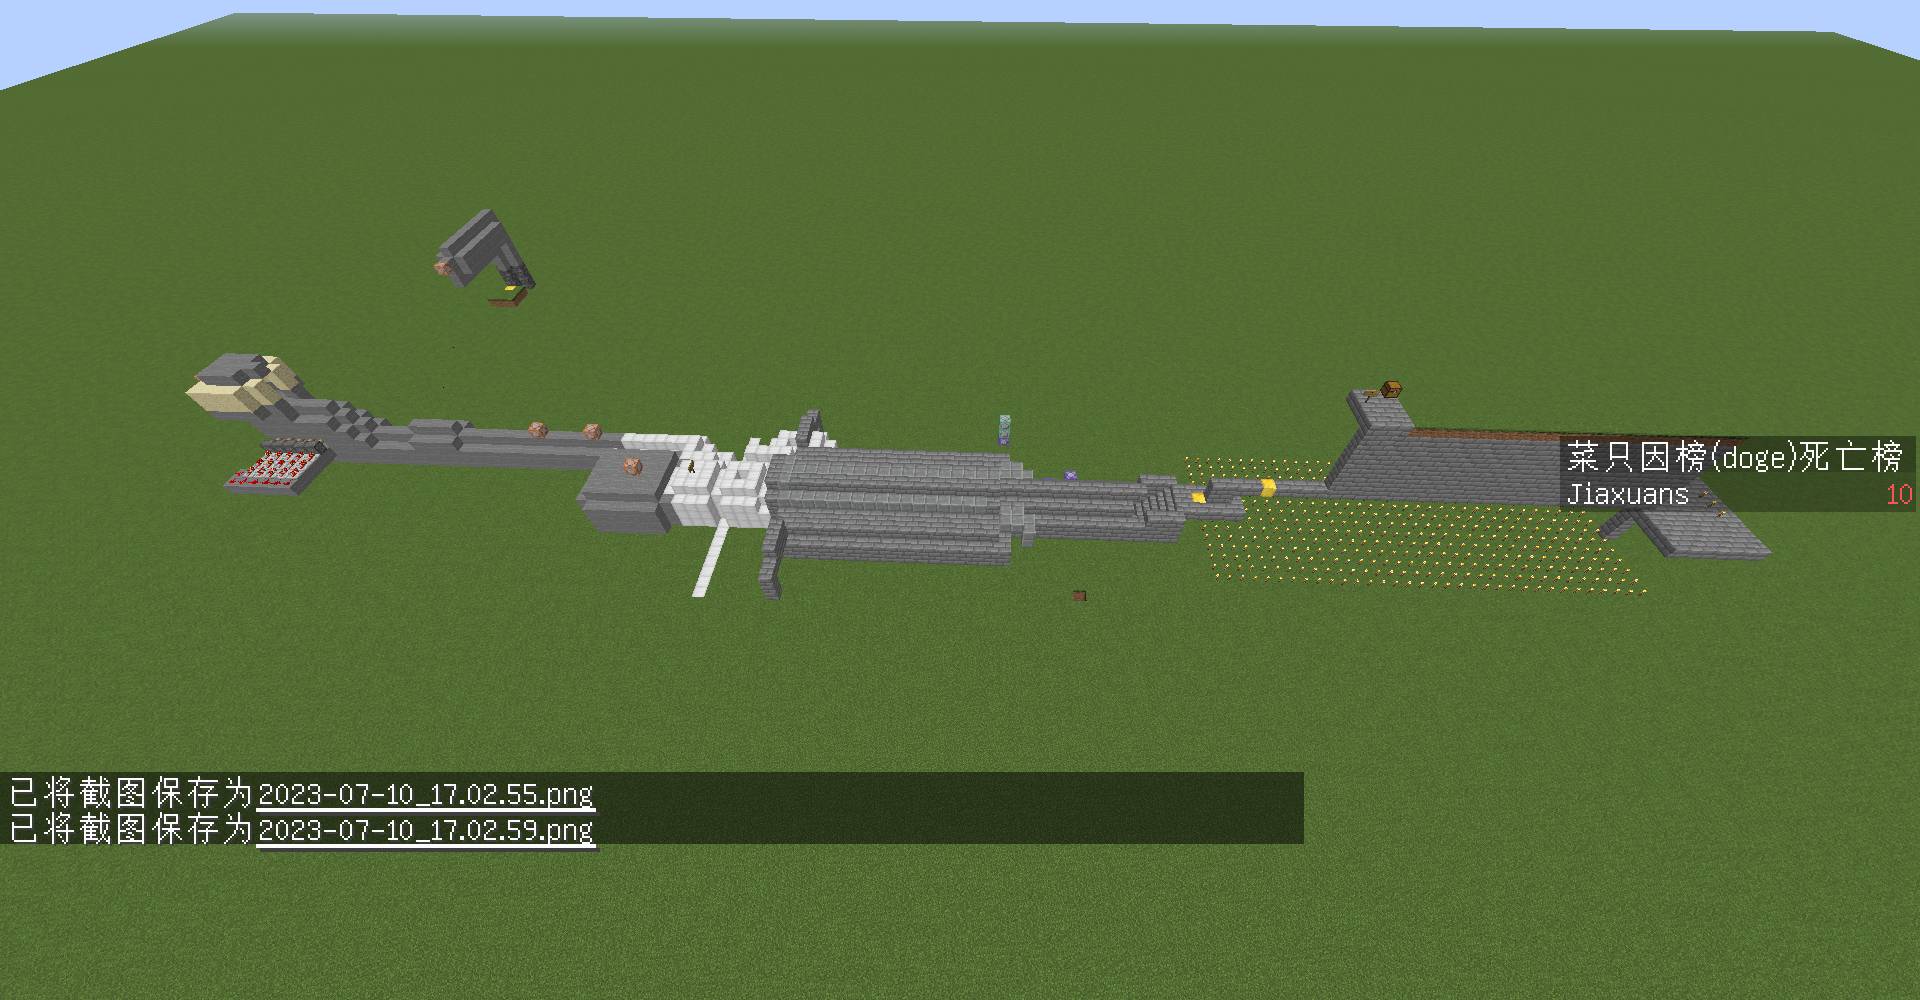 菜只因榜(doge)死亡榜
Jiaxuans 10
已将截图保存为2023-07-10_17.02.55.png
已将截图保存为2023-07-10_17.02.59.png